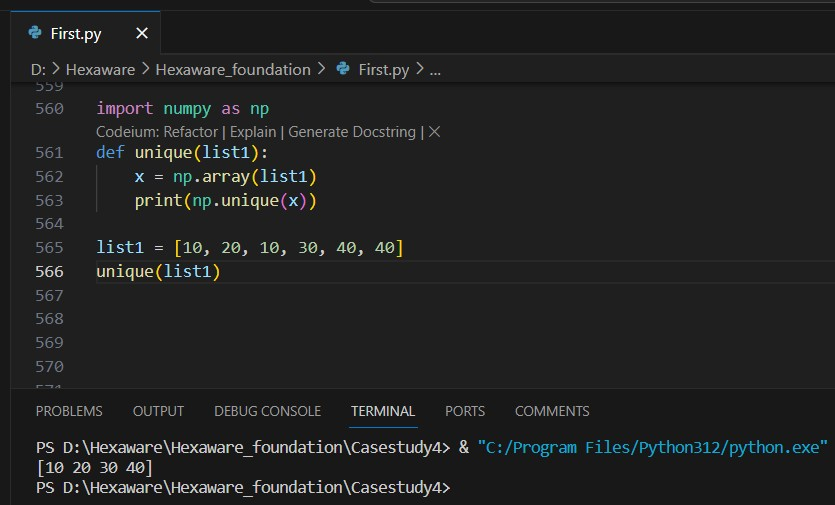 First.py ×
D: > Hexaware > Hexaware_foundation > First.py > ...
559
560 import numpy as np
Codeium: Refactor | Explain | Generate Docstring | ×
561 def unique(list1):
562     x = np.array(list1)
563     print(np.unique(x))
564
565 list1 = [10, 20, 10, 30, 40, 40]
566 unique(list1)
567
568
569
570
571
PROBLEMS OUTPUT DEBUG CONSOLE TERMINAL PORTS COMMENTS
PS D:\Hexaware\Hexaware_foundation\Casestudy4> & "C:/Program Files/Python312/python.exe"
[10 20 30 40]
PS D:\Hexaware\Hexaware_foundation\Casestudy4>